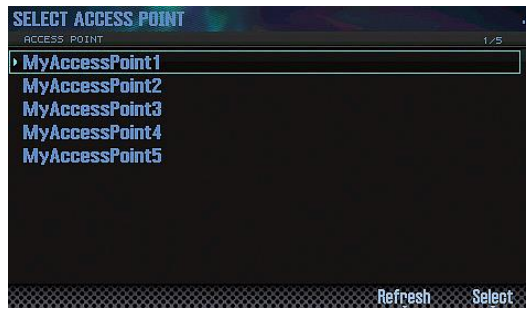 SELECT ACCESS POINT
ACCESS POINT 1/5
MyAccessPoint1
MyAccessPoint2
MyAccessPoint3
MyAccessPoint4
MyAccessPoint5
Refresh Select